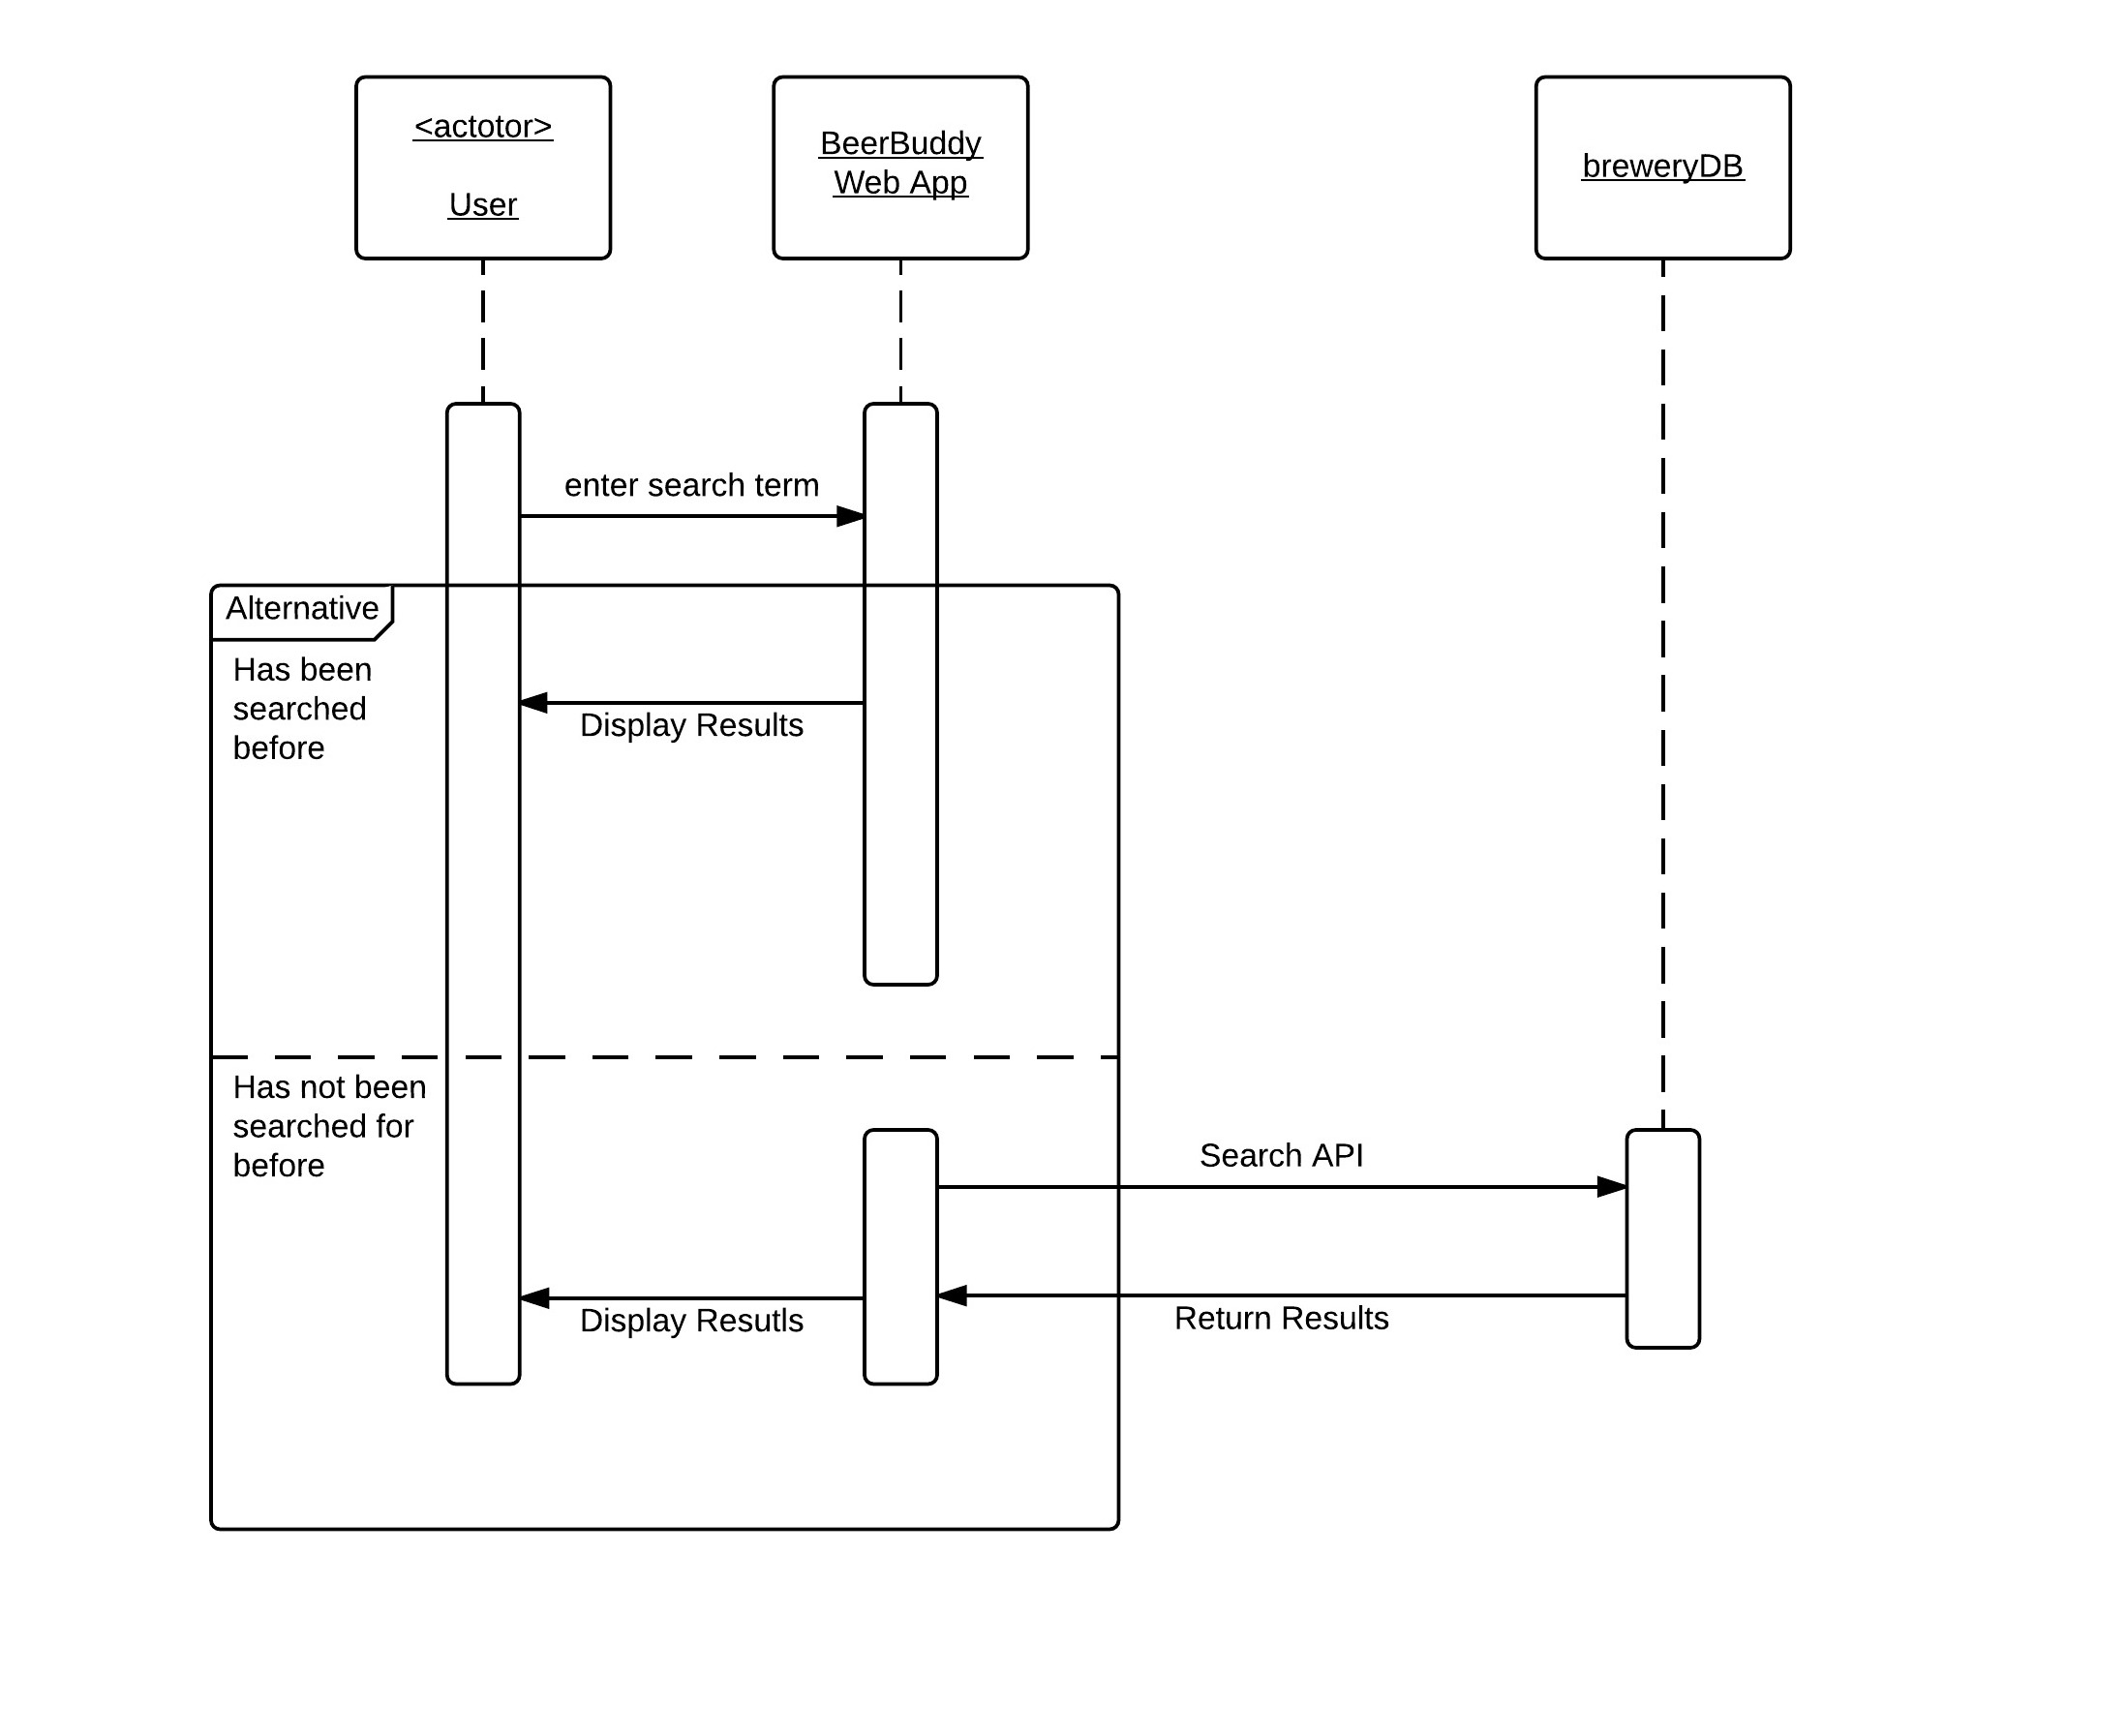 <actotor>
User
BeerBuddy
Web App
breweryDB
enter search term
Alternative
Has been
searched
before
Display Results
Has not been
searched for
before
Search API
Display Resutls
Return Results